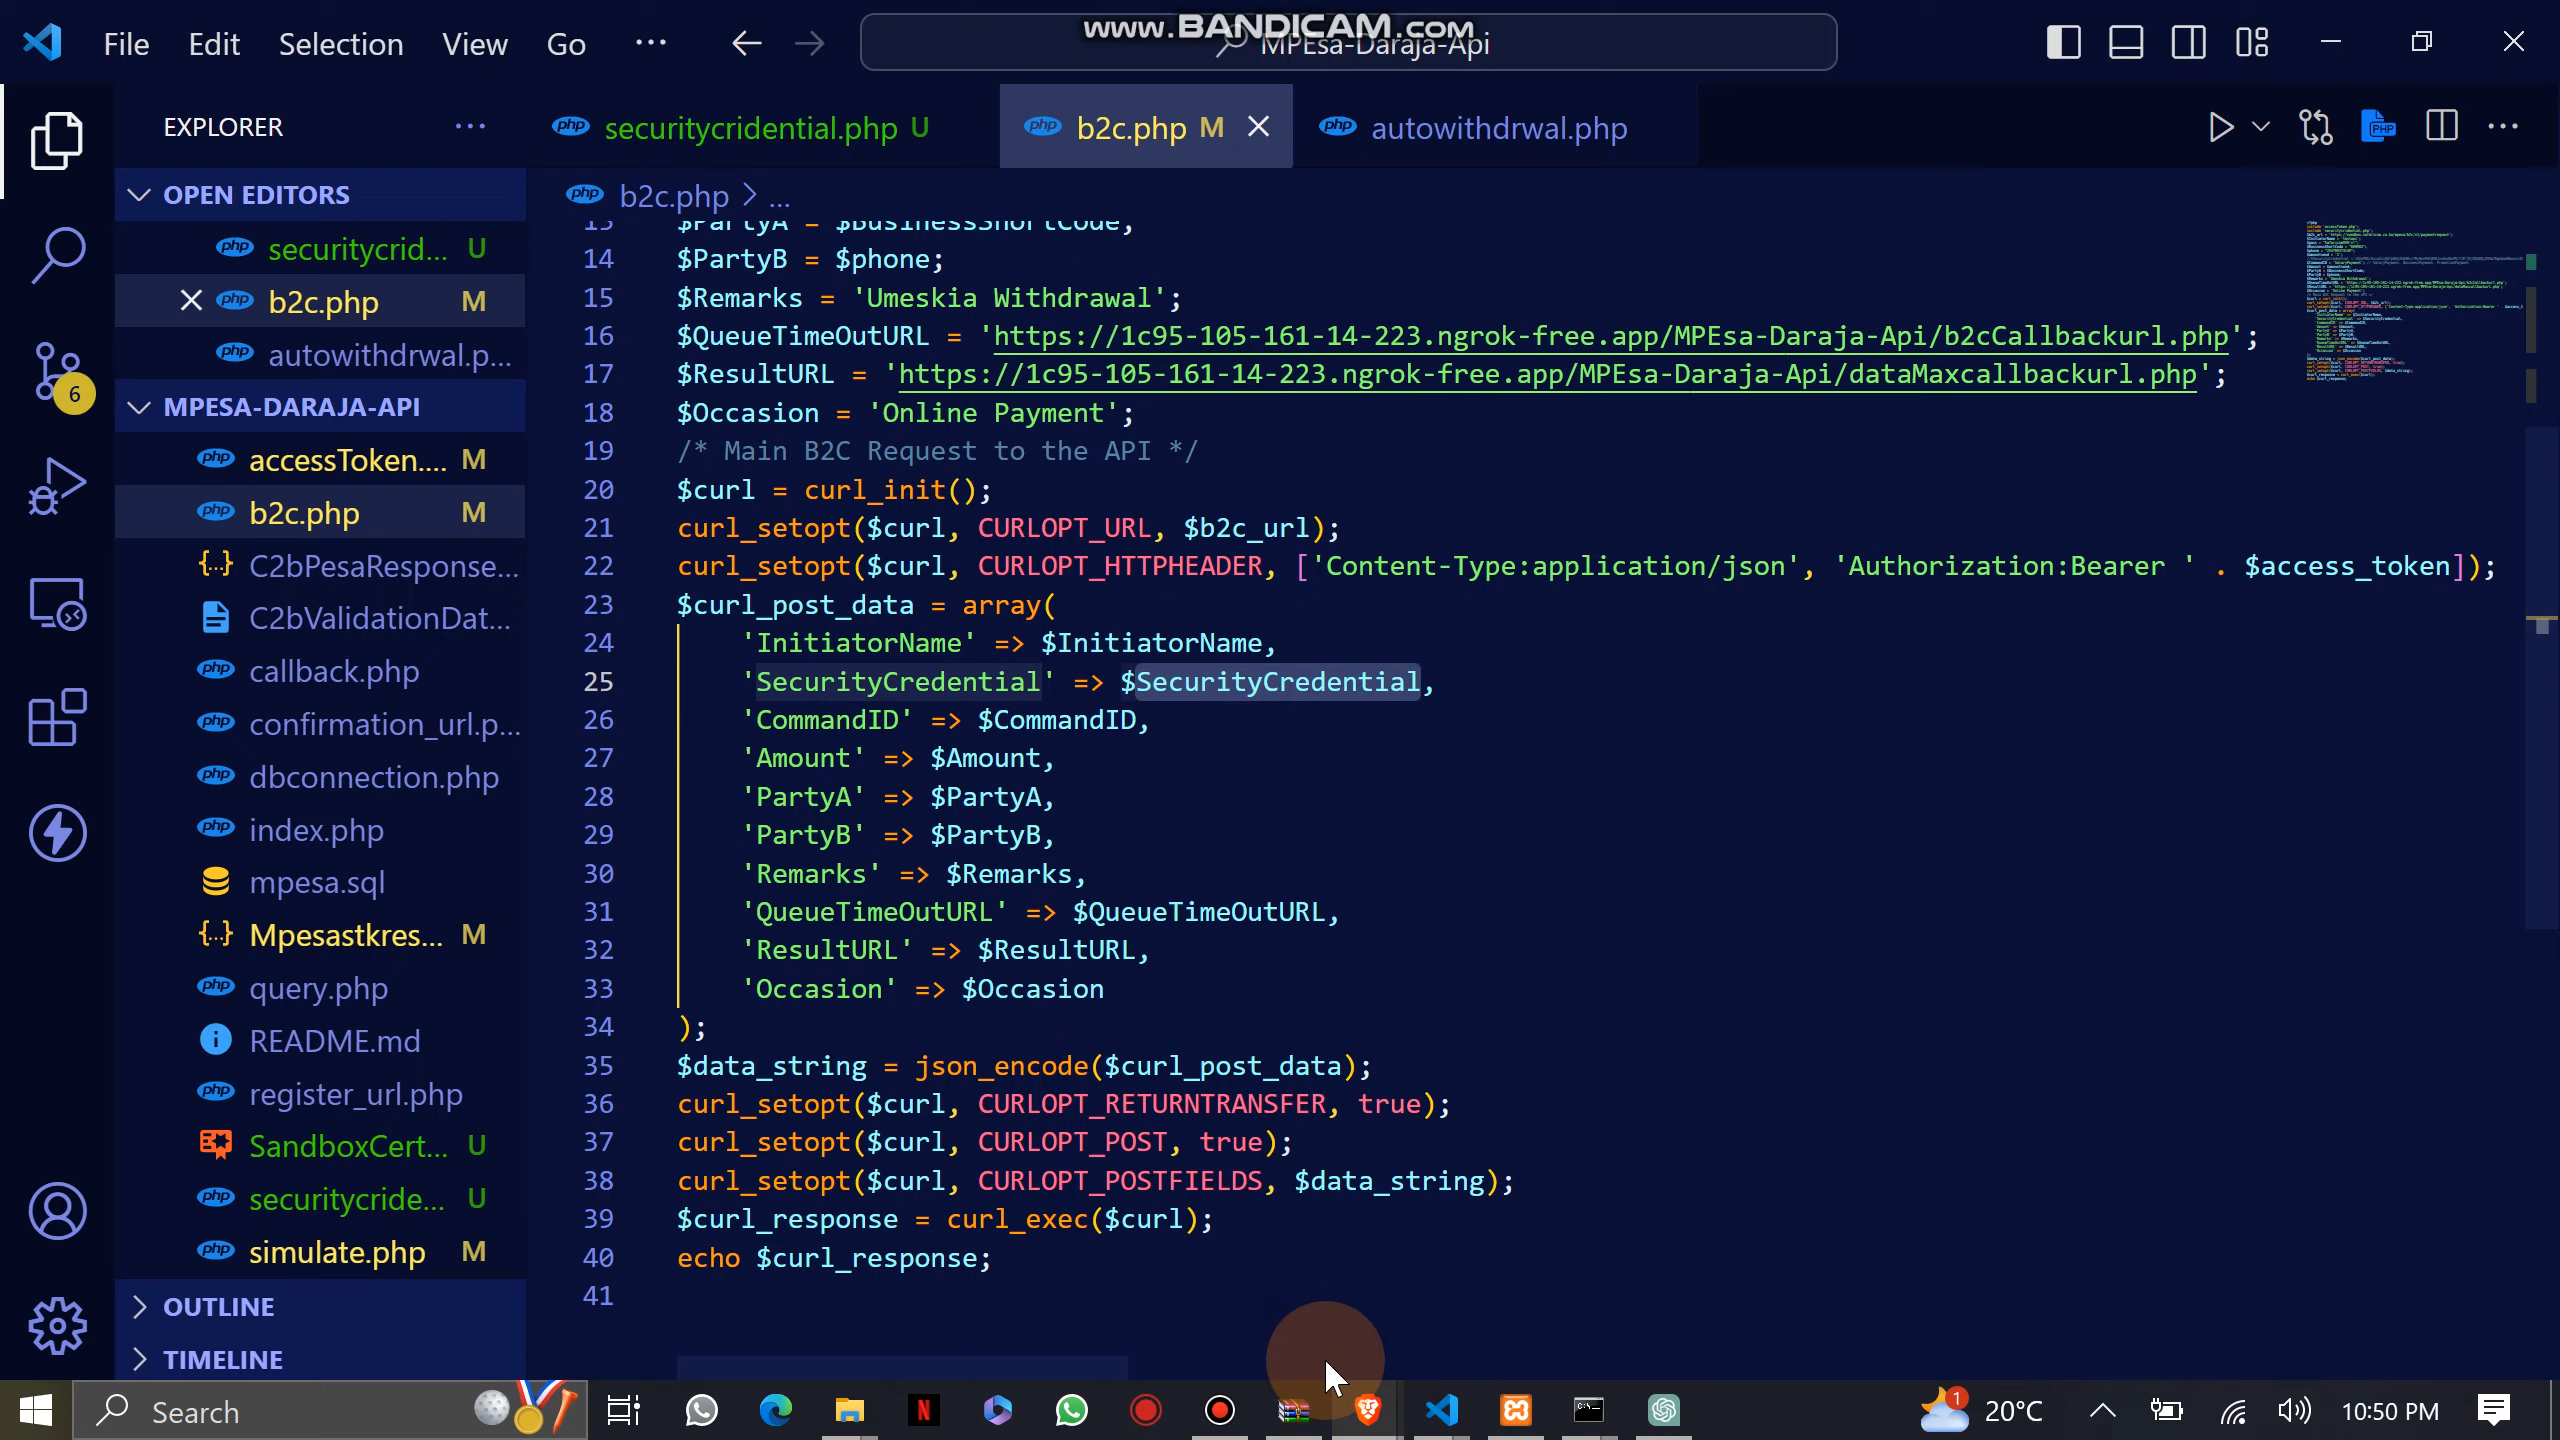 www.BANDICAM.com
File Edit Selection View Go ...
MPEsa-Daraja-Api
EXPLORER
securitycridential.php U
b2c.php M
autowithdrwal.php
OPEN EDITORS
b2c.php > ...
securitycrid... U
b2c.php M
autowithdrwal.p...
MPESA-DARAJA-API
accessToken.... M
b2c.php M
C2bPesaResponse...
C2bValidationDat...
callback.php
confirmation_url.p...
dbconnection.php
index.php
mpesa.sql
Mpesastkres... M
query.php
README.md
register_url.php
SandboxCert... U
securitycride... U
simulate.php M
OUTLINE
TIMELINE
6
13 $PartyA = $BusinessShortCode;
14 $PartyB = $phone;
15 $Remarks = 'Umeskia Withdrawal';
16 $QueueTimeOutURL = 'https://1c95-105-161-14-223.ngrok-free.app/MPEsa-Daraja-Api/b2cCallbackurl.php';
17 $ResultURL = 'https://1c95-105-161-14-223.ngrok-free.app/MPEsa-Daraja-Api/dataMaxcallbackurl.php';
18 $Occasion = 'Online Payment';
19 /* Main B2C Request to the API */
20 $curl = curl_init();
21 curl_setopt($curl, CURLOPT_URL, $b2c_url);
22 curl_setopt($curl, CURLOPT_HTTPHEADER, ['Content-Type:application/json', 'Authorization:Bearer ' . $access_token]);
23 $curl_post_data = array(
24 'InitiatorName' => $InitiatorName,
25 'SecurityCredential' => $SecurityCredential,
26 'CommandID' => $CommandID,
27 'Amount' => $Amount,
28 'PartyA' => $PartyA,
29 'PartyB' => $PartyB,
30 'Remarks' => $Remarks,
31 'QueueTimeOutURL' => $QueueTimeOutURL,
32 'ResultURL' => $ResultURL,
33 'Occasion' => $Occasion
34 );
35 $data_string = json_encode($curl_post_data);
36 curl_setopt($curl, CURLOPT_RETURNTRANSFER, true);
37 curl_setopt($curl, CURLOPT_POST, true);
38 curl_setopt($curl, CURLOPT_POSTFIELDS, $data_string);
39 $curl_response = curl_exec($curl);
40 echo $curl_response;
41
Search
1
20°C
10:50 PM